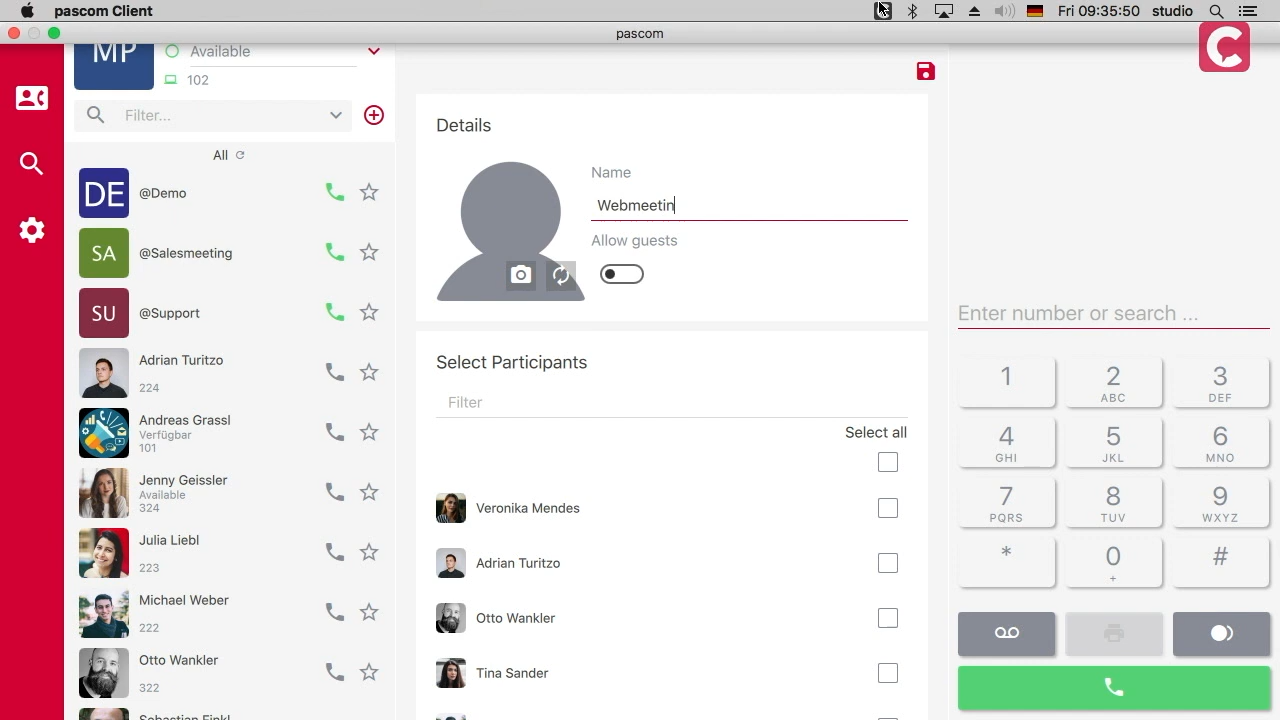 pascom Client
Fri 09:35:50 studio
pascom
MP
Available
102
Filter...
All
DE @Demo
SA @Salesmeeting
SU @Support
Adrian Turitzo
224
Andreas Grassl
Verfügbar
101
Jenny Geissler
Available
324
Julia Liebl
223
Michael Weber
222
Otto Wankler
322
Details
Name
Webmeetin
Allow guests
Select Participants
Filter
Select all
Veronika Mendes
Adrian Turitzo
Otto Wankler
Tina Sander
Enter number or search ...
1 2 3
ABC DEF
4 5 6
GHI JKL MNO
7 8 9
PQRS TUV WXYZ
* 0 #
+